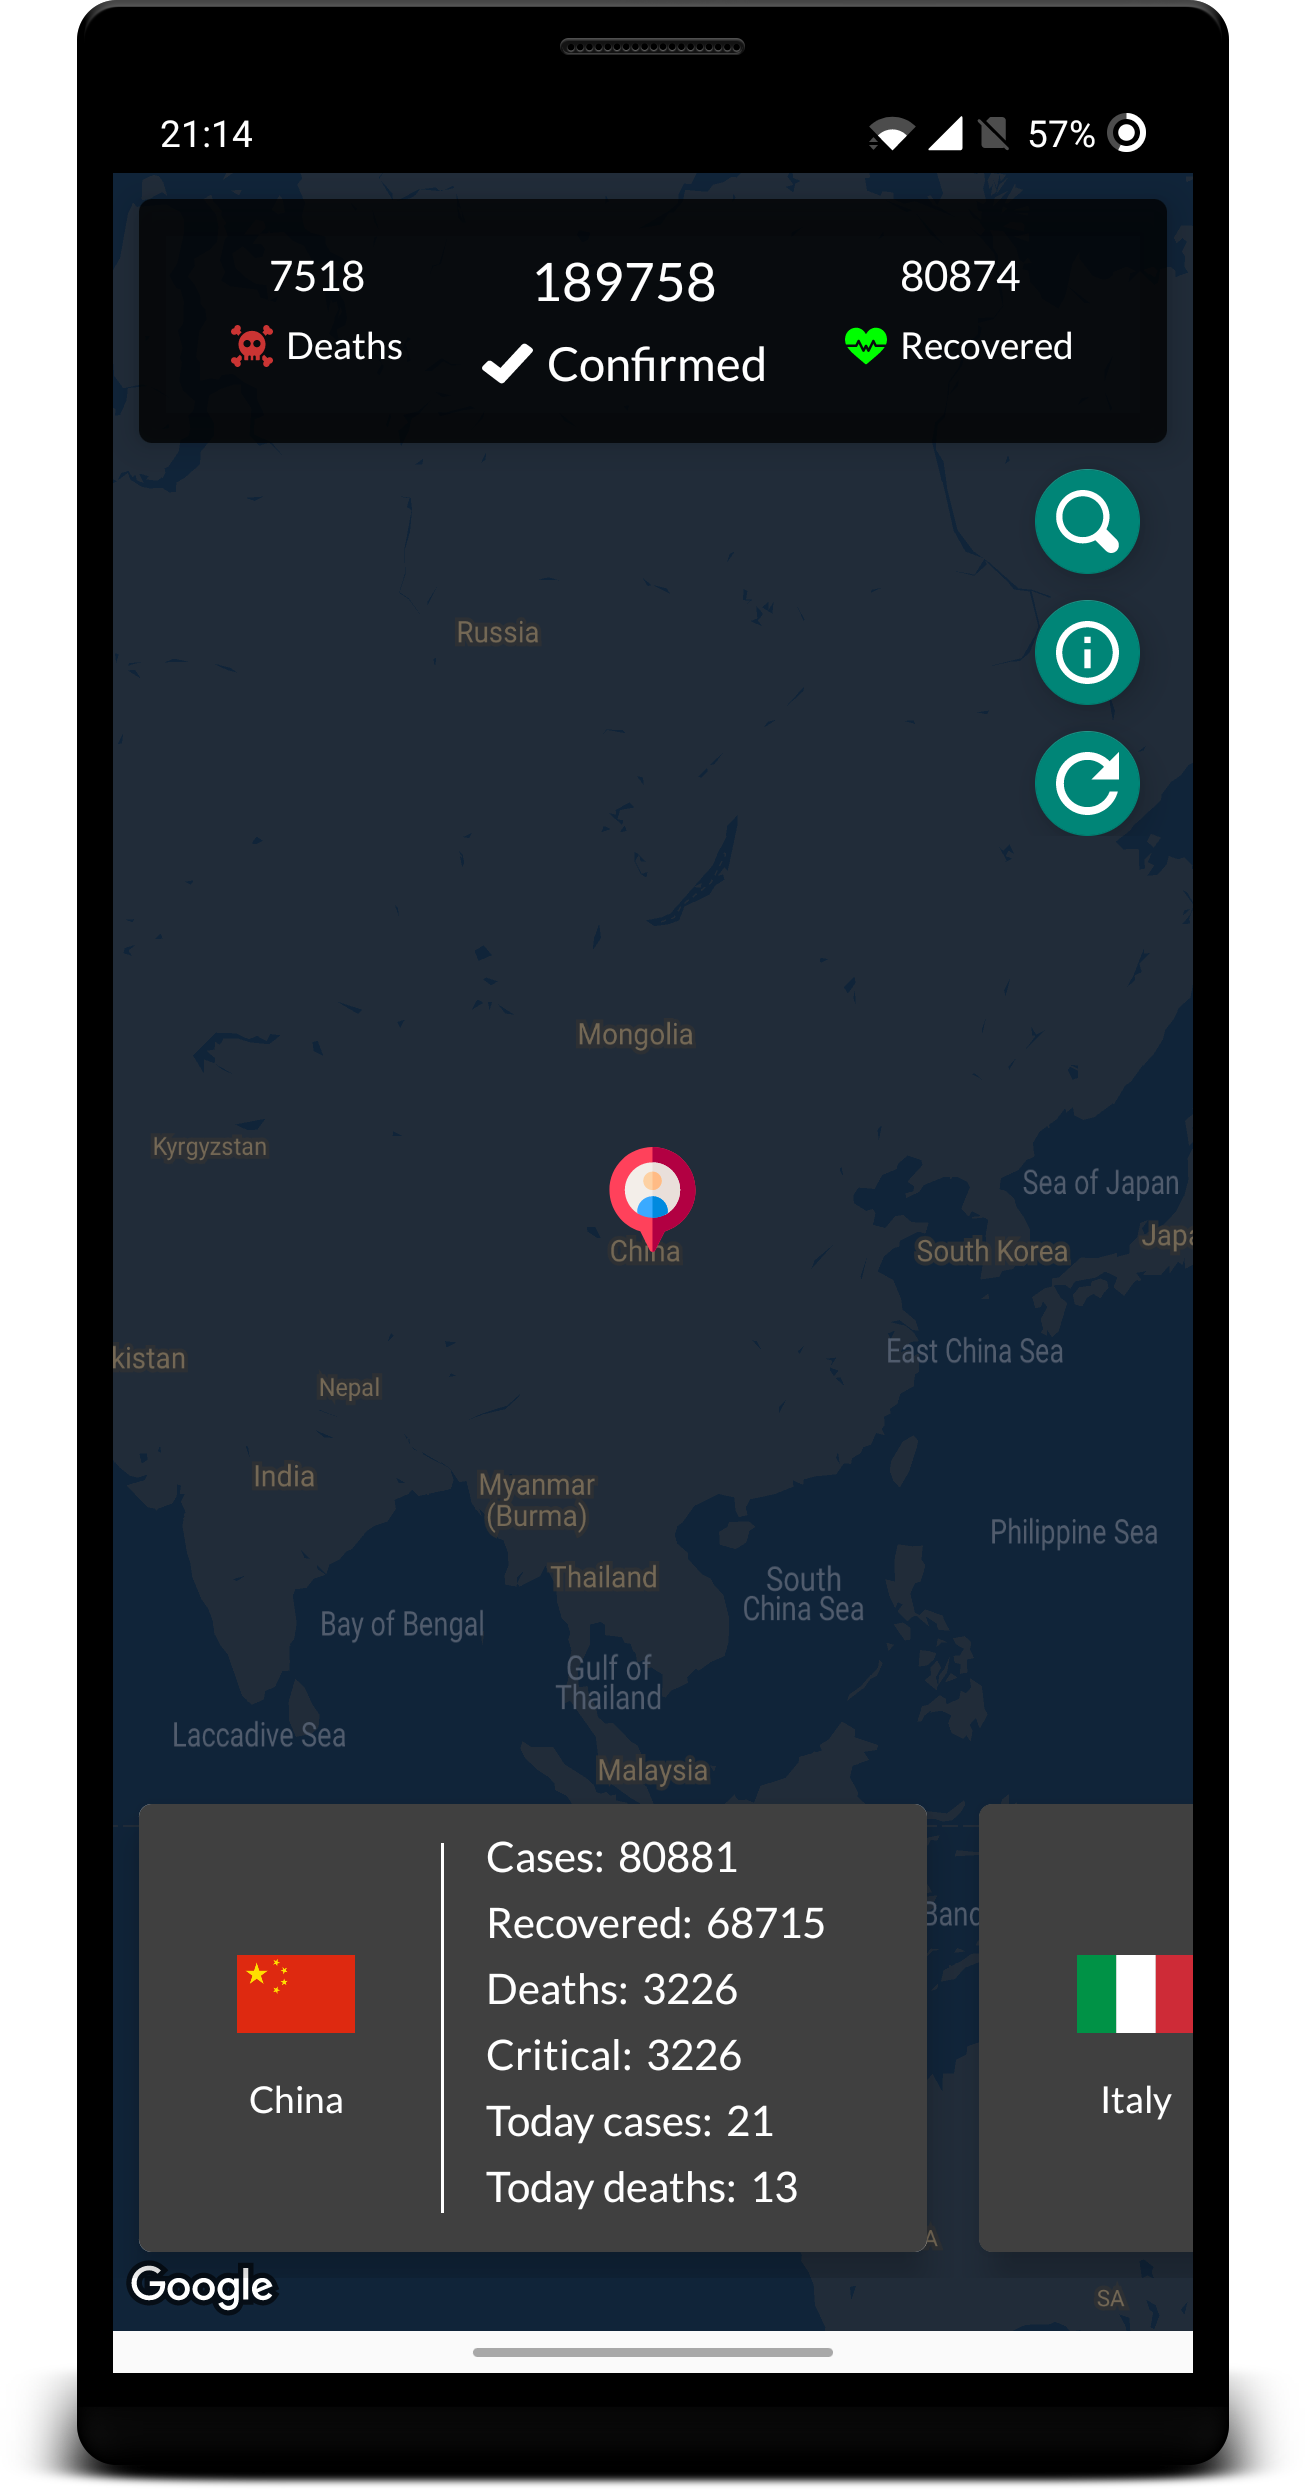 21:14
57%
7518
189758
80874
Deaths
Confirmed
Recovered
Russia
Mongolia
Kyrgyzstan
Sea of Japan
Japa
China
South Korea
East China Sea
kistan
Nepal
India
Myanmar
(Burma)
Philippine Sea
Thailand
South
China Sea
Bay of Bengal
Gulf of
Thailand
Laccadive Sea
Malaysia
Cases: 80881
Recovered: 68715
Band
Deaths: 3226
Critical: 3226
China
Italy
Today cases: 21
Today deaths: 13
A
Google
SA